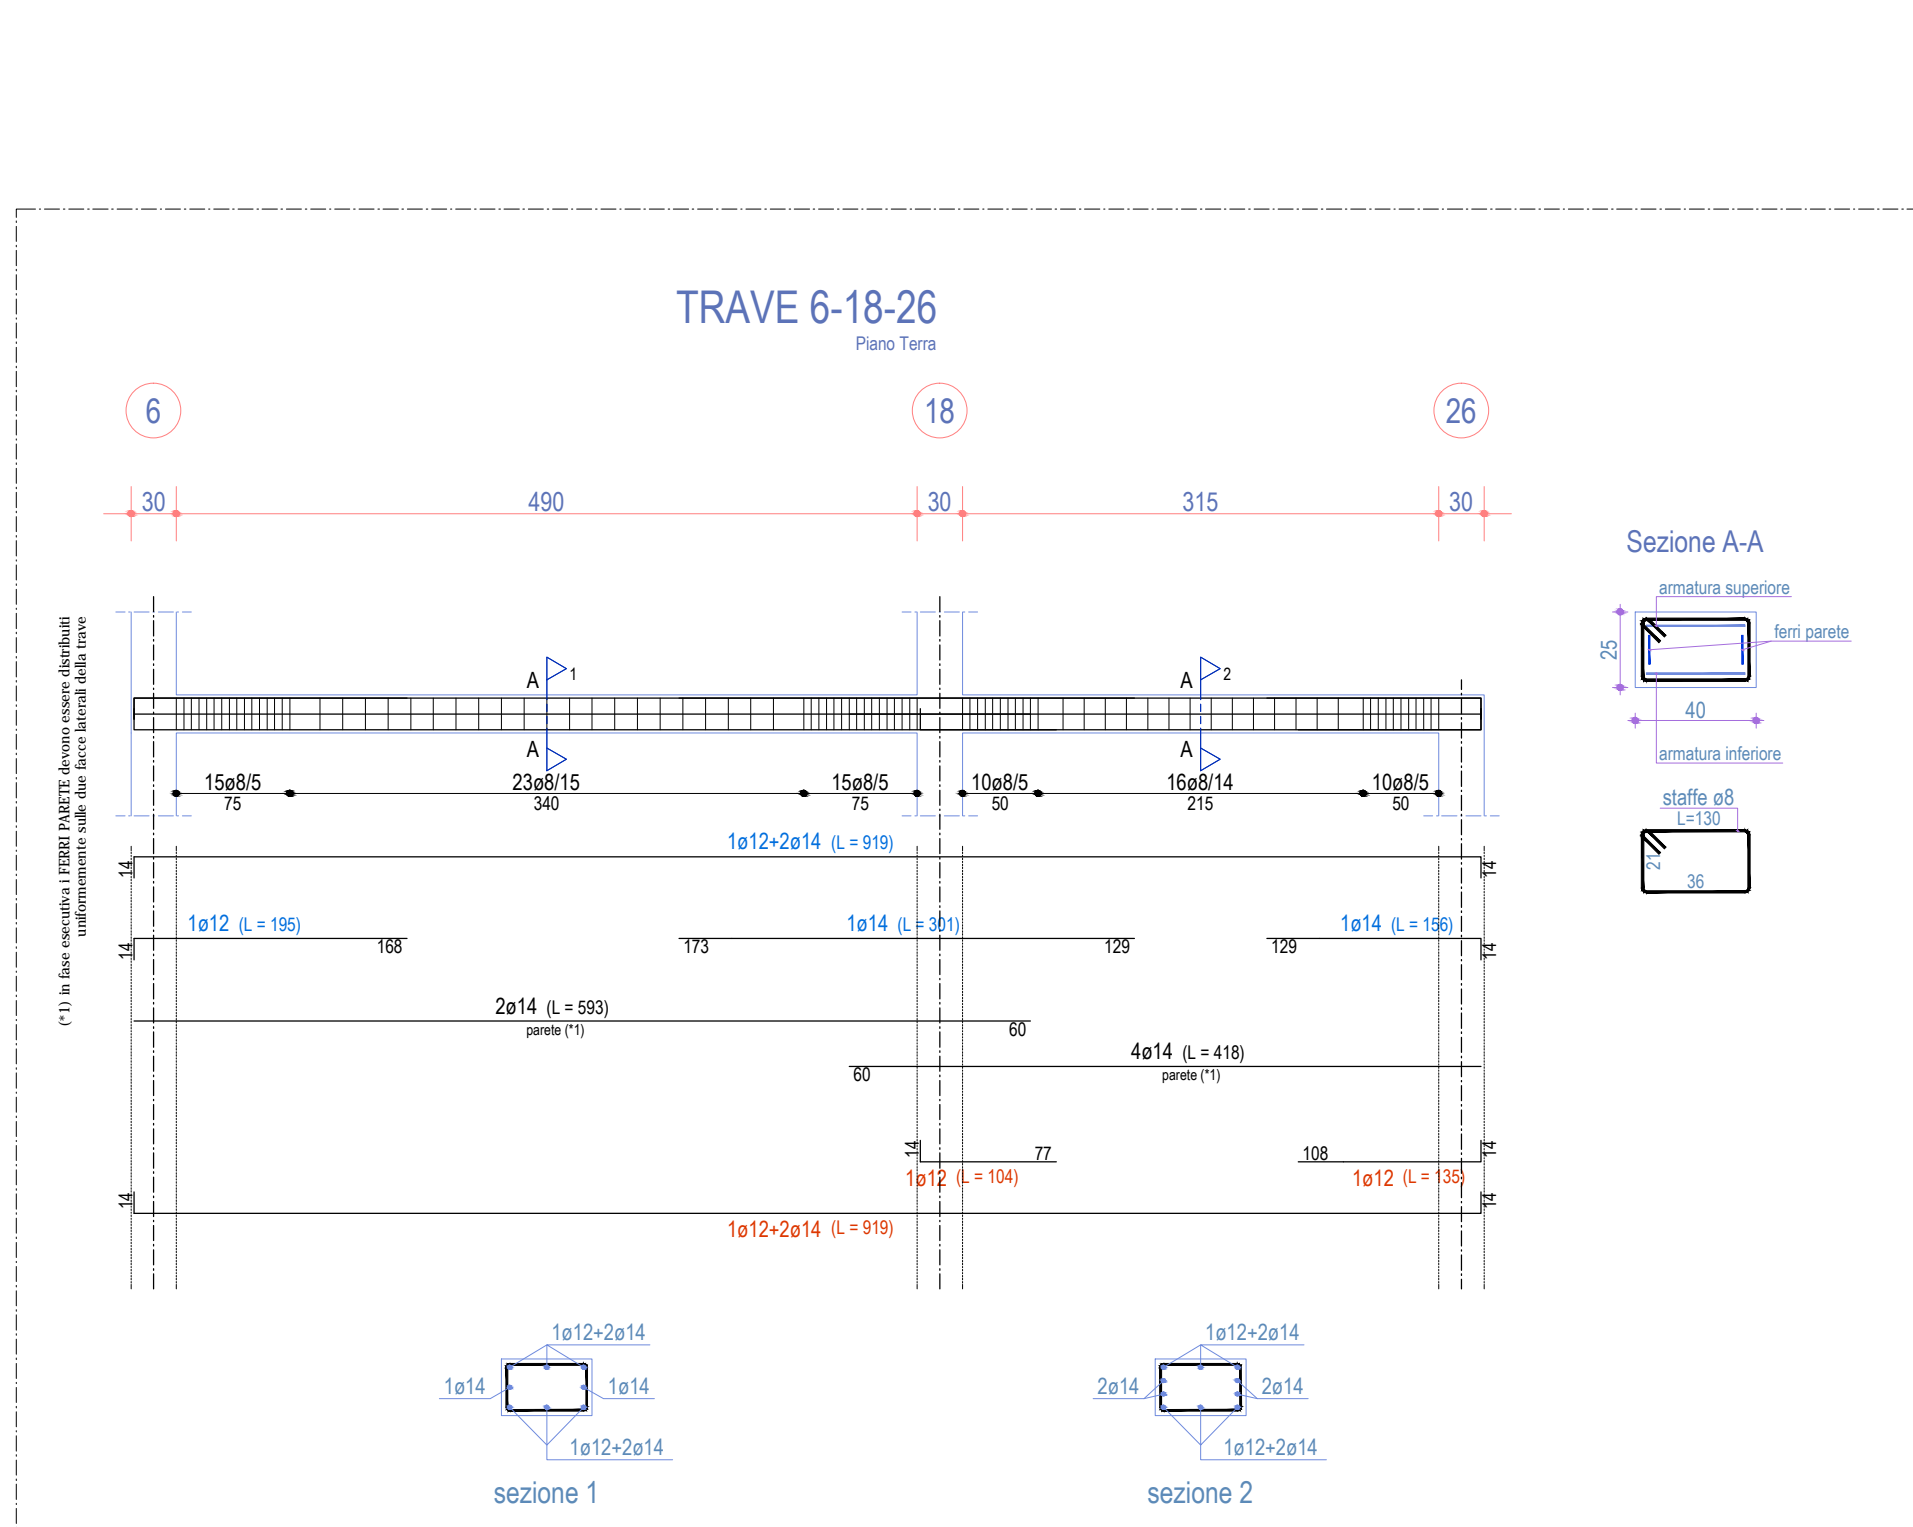 TRAVE 6-18-26
Piano Terra
6
18
26
30
490
30
315
30
Sezione A-A
armatura superiore
ferri parete
25
40
armatura inferiore
staffe ø8
L=130
21
36
(*1) in fase esecutiva i FERRI PARETE devono essere distribuiti
uniformemente sulle due facce laterali della trave
A
1
A
2
A
A
15ø8/5
23ø8/15
15ø8/5
10ø8/5
16ø8/14
10ø8/5
75
340
75
50
215
50
1ø12+2ø14 (L = 919)
14
14
1ø12 (L = 195)
1ø14 (L = 301)
1ø14 (L = 156)
14
168
173
129
129
14
2ø14 (L = 593)
parete (*1)
60
4ø14 (L = 418)
parete (*1)
60
14
77
108
14
1ø12 (L = 104)
1ø12 (L = 135)
14
14
1ø12+2ø14 (L = 919)
1ø12+2ø14
1ø14
1ø14
1ø12+2ø14
sezione 1
1ø12+2ø14
2ø14
2ø14
1ø12+2ø14
sezione 2